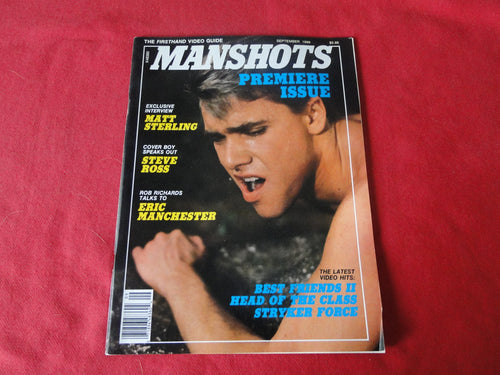 THE FIRSTHAND VIDEO GUIDE
SEPTEMBER 1988
MANSHOTS
PREMIERE
ISSUE
EXCLUSIVE
INTERVIEW
MATT
STERLING
COVER BOY
SPEAKS OUT
STEVE
ROSS
ROB RICHARDS
TALKS TO
ERIC
MANCHESTER
THE LATEST
VIDEO HITS:
BEST FRIENDS II
HEAD OF THE CLASS
STRYKER FORCE